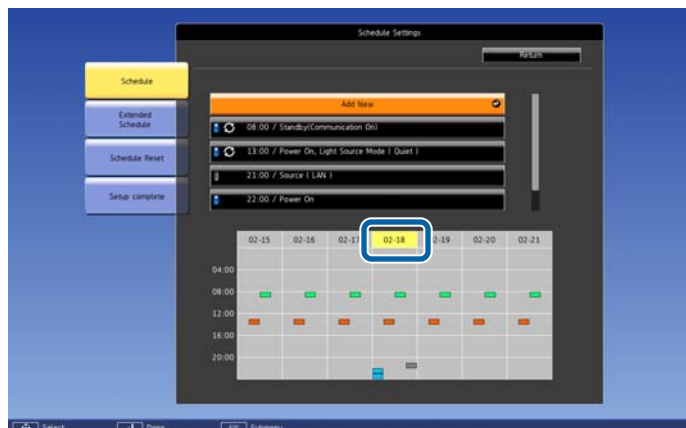 Schedule Settings
Return
Schedule
Extended
Schedule
Schedule Reset
Setup complete
Add New
08:00 / Standby(Communication On)
13:00 / Power On, Light Source Mode ( Quiet )
21:00 / Source ( LAN )
22:00 / Power On
02-15 02-16 02-17 02-18 2-19 02-20 02-21
04:00
08:00
12:00
16:00
20:00
Select